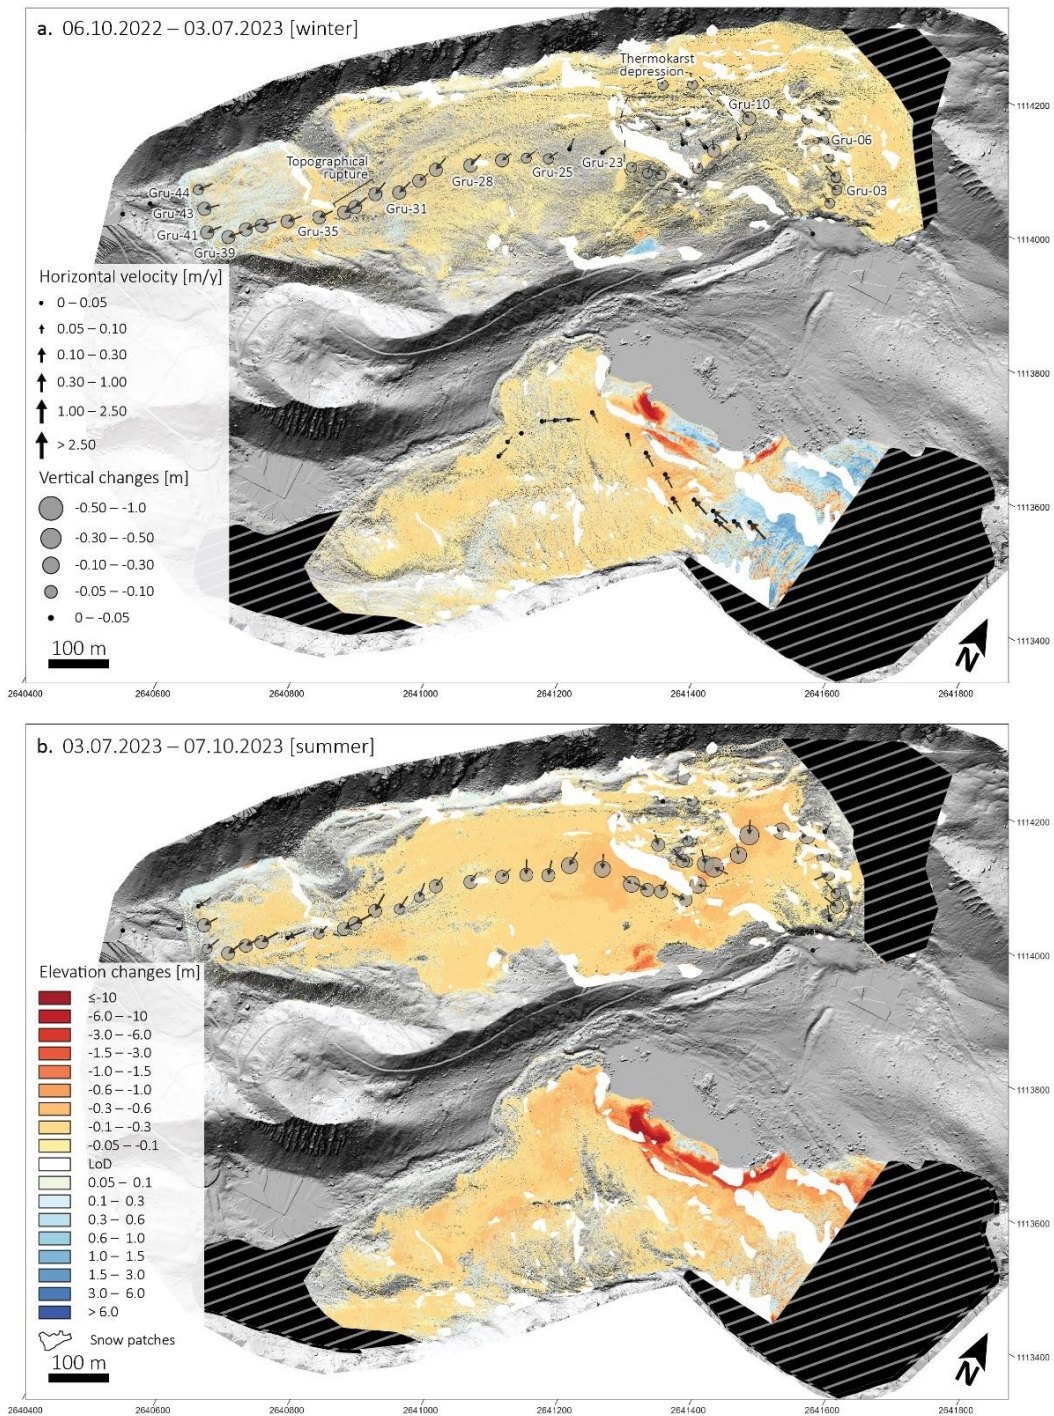 a. 06.10.2022 – 03.07.2023 [winter]
Thermokarst
depression
Gru-10
1114200
Gru-06
Topographical
rupture
Gru-23
Gru-25
Gru-28
Gru-03
Gru-44
Gru-31
Gru-43
Gru-35
Gru-41
1114000
Gru-39
Horizontal velocity [m/y]
0 – 0.05
0.05 – 0.10
0.10 – 0.30
0.30 – 1.00
1.00 – 2.50
> 2.50
1113800
Vertical changes [m]
-0.50 – -1.0
-0.30 – -0.50
-0.10 – -0.30
-0.05 – -0.10
0 – -0.05
1113600
100 m
N
1113400
2640400 2640600 2640800 2641000 2641200 2641400 2641600 2641800
b. 03.07.2023 – 07.10.2023 [summer]
1114200
1114000
Elevation changes [m]
≤-10
-6.0 – -10
-3.0 – -6.0
-1.5 – -3.0
-1.0 – -1.5
-0.6 – -1.0
-0.3 – -0.6
-0.1 – -0.3
-0.05 – -0.1
LoD
0.05 – 0.1
0.1 – 0.3
0.3 – 0.6
0.6 – 1.0
1.0 – 1.5
1.5 – 3.0
3.0 – 6.0
> 6.0
Snow patches
1113800
1113600
100 m
N
1113400
2640400 2640600 2640800 2641000 2641200 2641400 2641600 2641800